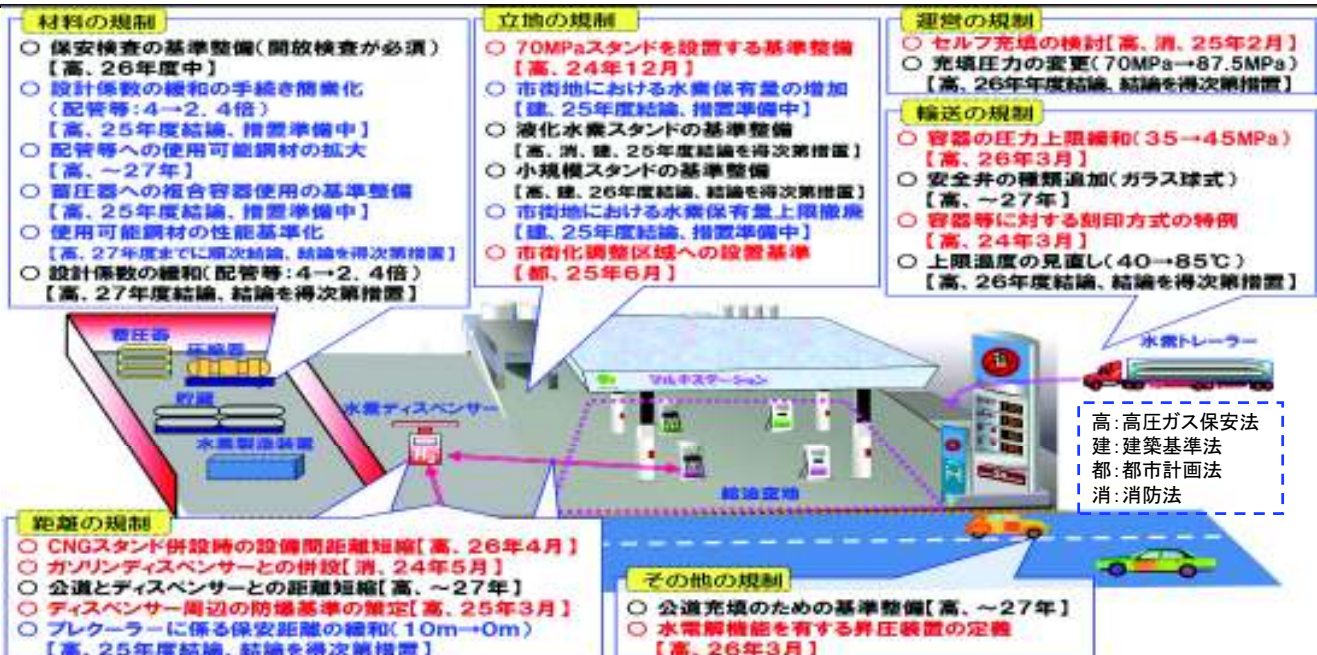 材料の規制
○ 保安検査の基準整備(開放検査が必須)
【高、26年度中】
○ 設計係数の緩和の手続き簡素化
(配管等:4→2.4倍)
【高、25年度結論、措置準備中】
○ 配管等への使用可能鋼材の拡大
【高、~27年】
○ 蓄圧器への複合容器使用の基準整備
【高、25年度結論、措置準備中】
○ 使用可能鋼材の性能基準化
【高、27年度までに順次結論、結論を得次第措置】
○ 設計係数の緩和(配管等:4→2.4倍)
【高、27年度結論、結論を得次第措置】
立地の規制
○ 70MPaスタンドを設置する基準整備
【高、24年12月】
○ 市街地における水素保有量の増加
【建、25年度結論、措置準備中】
○ 液化水素スタンドの基準整備
【高、消、建、25年度結論を得次第措置】
○ 小規模スタンドの基準整備
【高、建、26年度結論、結論を得次第措置】
○ 市街地における水素保有量上限撤廃
【建、25年度結論、措置準備中】
○ 市街化調整区域への設置基準
【都、25年6月】
運営の規制
○ セルフ充填の検討【高、消、25年2月】
○ 充填圧力の変更(70MPa→87.5MPa)
【高、26年年度結論、結論を得次第措置】
輸送の規制
○ 容器の圧力上限緩和(35→45MPa)
【高、26年3月】
○ 安全弁の種類追加(ガラス球式)
【高、~27年】
○ 容器等に対する刻印方式の特例
【高、24年3月】
○ 上限温度の見直し(40→85℃)
【高、26年度結論、結論を得次第措置】
蓄圧器
圧縮器
貯蔵
水素製造装置
水素ディスペンサー
H2
マルチステーション
給油空地
水素トレーラー
高:高圧ガス保安法
建:建築基準法
都:都市計画法
消:消防法
距離の規制
○ CNGスタンド併設時の設備間距離短縮【高、26年4月】
○ ガソリンディスペンサーとの併設【消、24年5月】
○ 公道とディスペンサーとの距離短縮【高、~27年】
○ ディスペンサー周辺の防爆基準の策定【高、25年3月】
○ プレクーラーに係る保安距離の緩和(10m→0m)
【高、25年度結論、結論を得次第措置】
その他の規制
○ 公道充填のための基準整備【高、~27年】
○ 水電解機能を有する昇圧装置の定義
【高、26年3月】